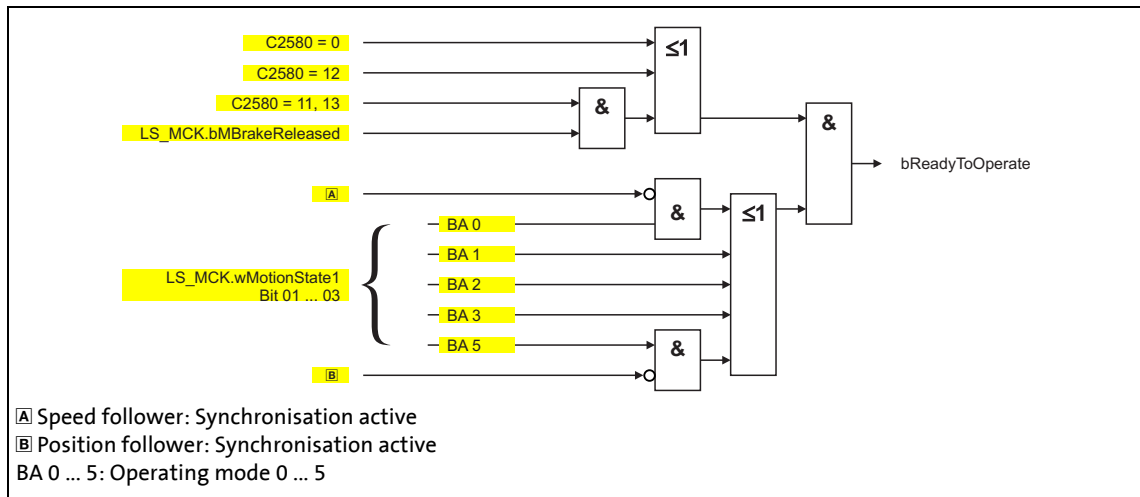 C2580 = 0
≤1
C2580 = 12
C2580 = 11, 13
&
LS_MCK.bMBrakeReleased
&
bReadyToOperate
A
&
≤1
BA 0
BA 1
LS_MCK.wMotionState1
Bit 01 ... 03
BA 2
BA 3
BA 5
&
B
A Speed follower: Synchronisation active
B Position follower: Synchronisation active
BA 0 ... 5: Operating mode 0 ... 5